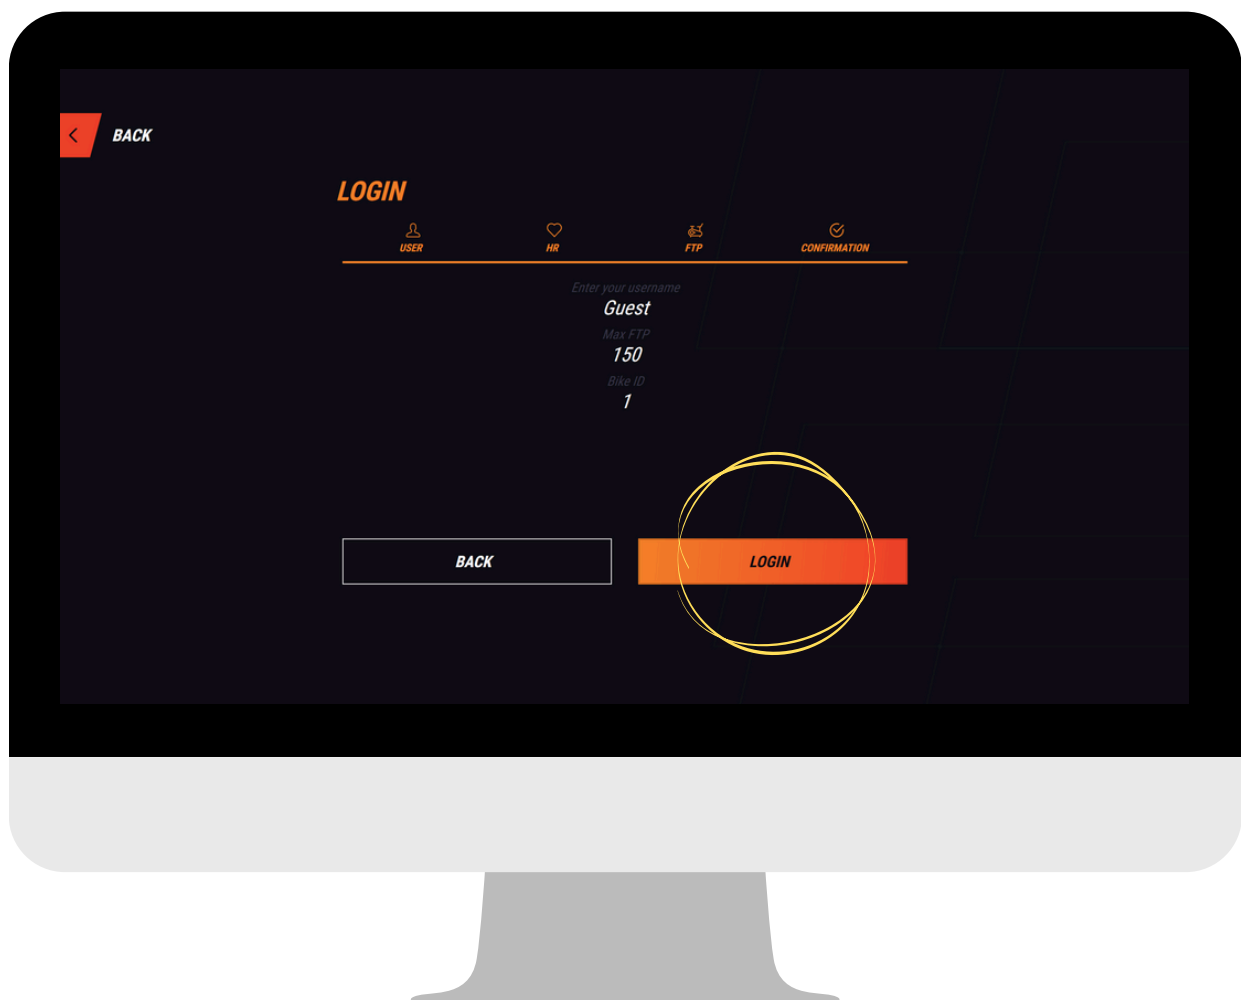 BACK
LOGIN
USER HR FTP CONFIRMATION
Enter your username
Guest
Max FTP
150
Bike ID
1
BACK LOGIN